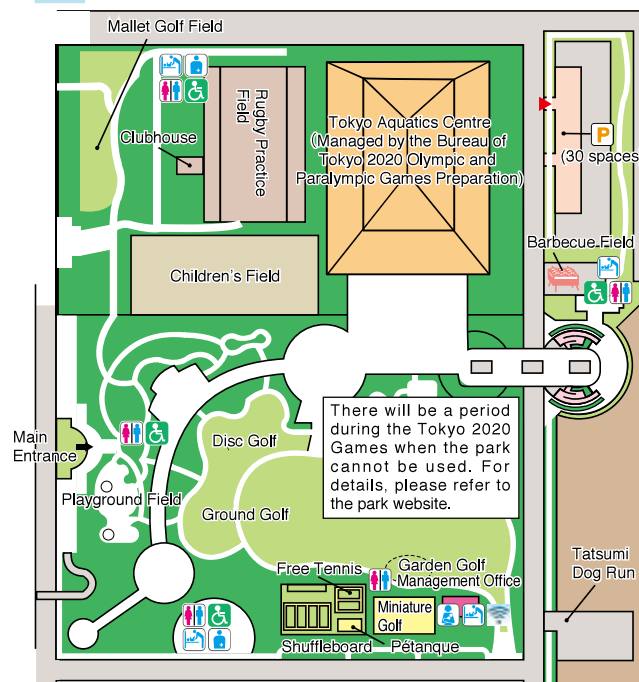 Mallet Golf Field
Rugby Practice
Field
Clubhouse
Tokyo Aquatics Centre
(Managed by the Bureau of
Tokyo 2020 Olympic and
Paralympic Games Preparation)
P
(30 spaces)
Barbecue Field
Children's Field
There will be a period
during the Tokyo 2020
Games when the park
cannot be used. For
details, please refer to
the park website.
Main
Entrance
Disc Golf
Playground Field
Ground Golf
Free Tennis
Garden Golf
Management Office
Tatsumi
Dog Run
Miniature
Golf
Shuffleboard
Pétanque